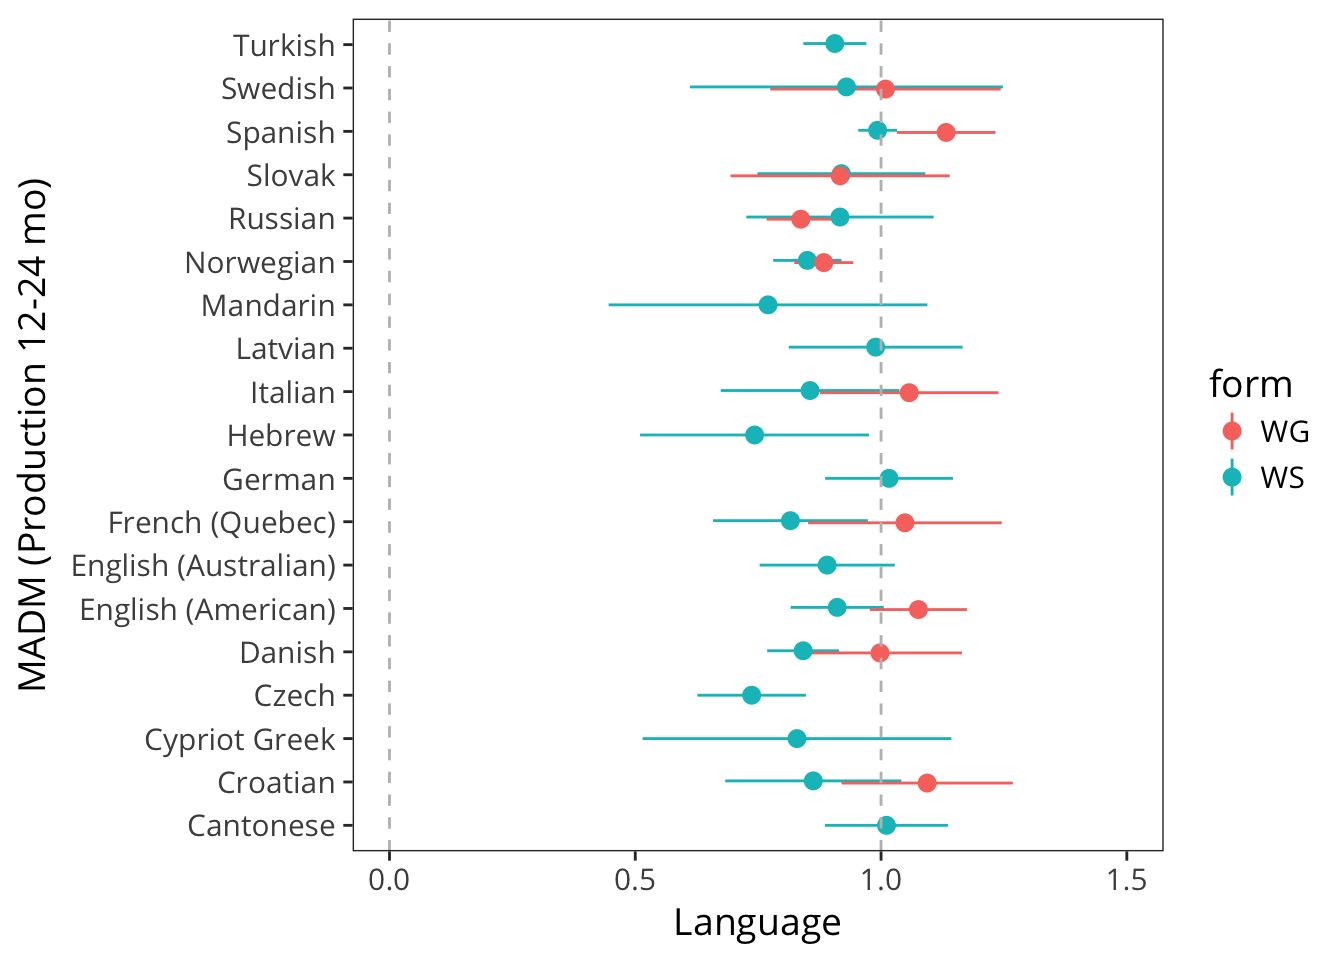 MADM (Production 12-24 mo)
Turkish
Swedish
Spanish
Slovak
Russian
Norwegian
Mandarin
Latvian
Italian
Hebrew
German
French (Quebec)
English (Australian)
English (American)
Danish
Czech
Cypriot Greek
Croatian
Cantonese
0.0 0.5 1.0 1.5
Language
form
WG
WS